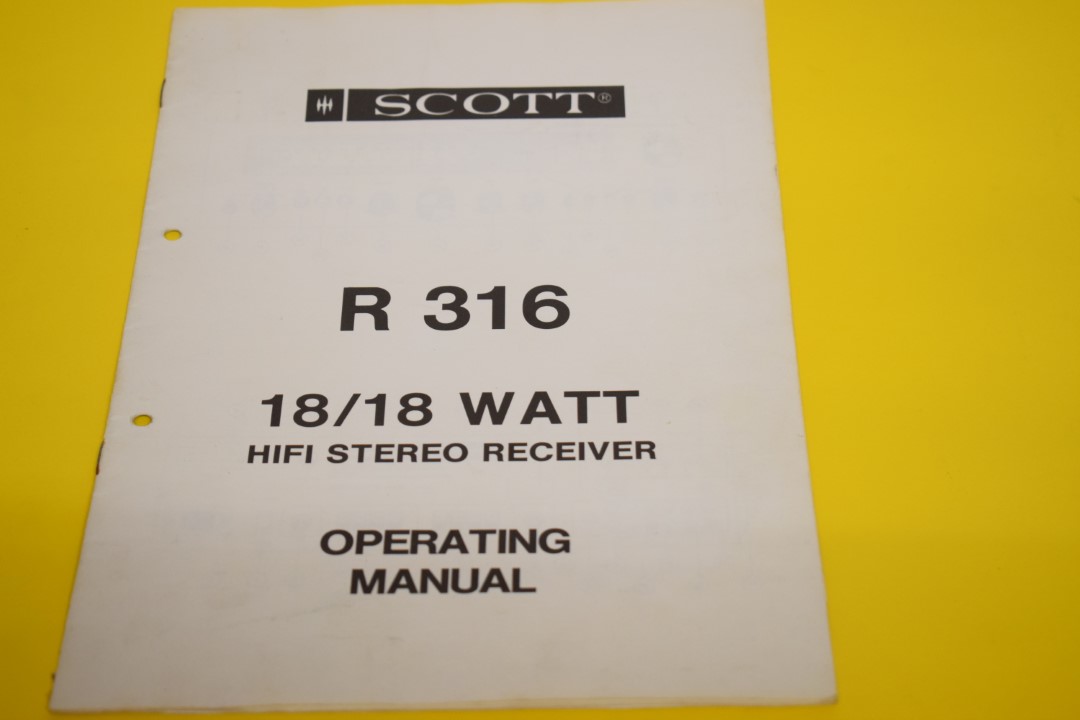 SCOTT®
R 316
18/18 WATT
HIFI STEREO RECEIVER
OPERATING
MANUAL